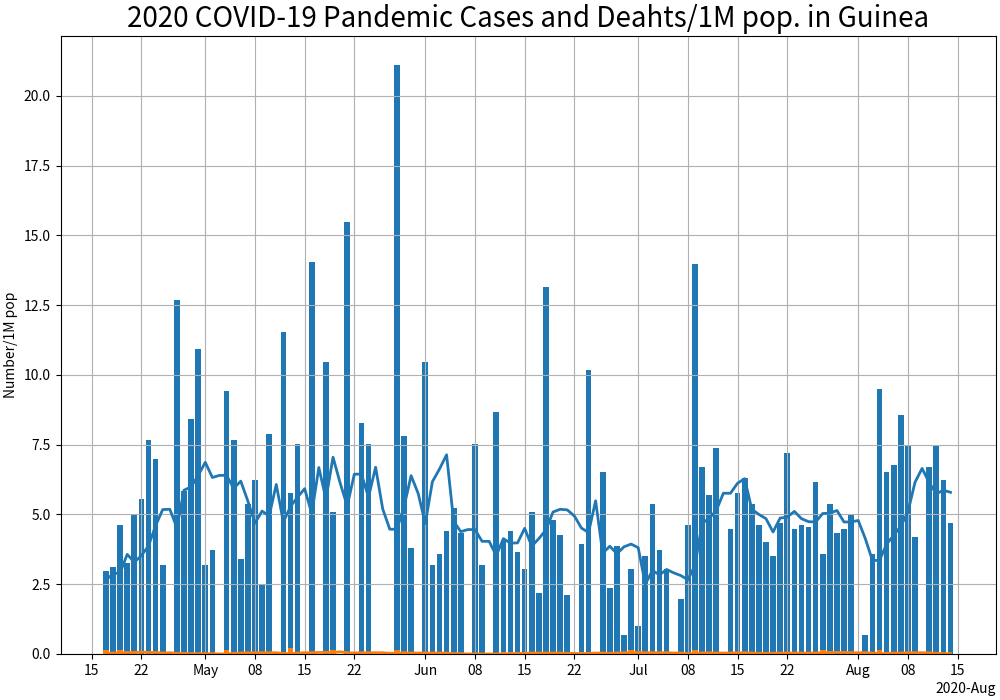 2020 COVID-19 Pandemic Cases and Deahts/1M pop. in Guinea
Number/1M pop
20.0
17.5
15.0
12.5
10.0
7.5
5.0
2.5
0.0
15 22 May 08 15 22 Jun 08 15 22 Jul 08 15 22 Aug 08 15
2020-Aug